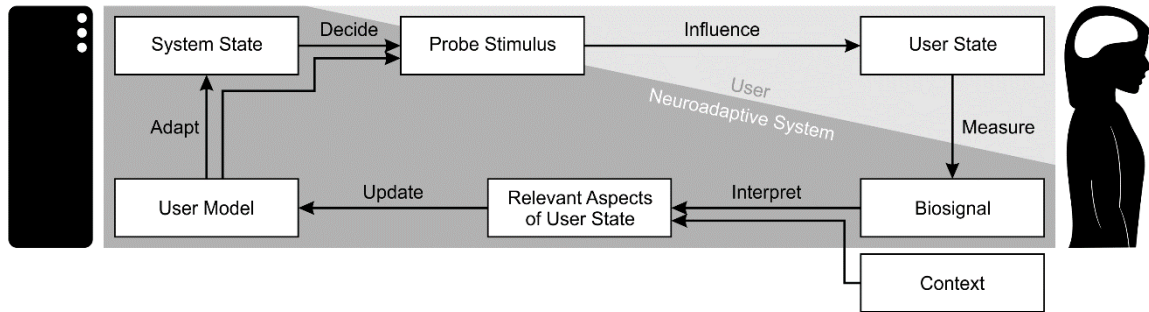 System State
Decide
Probe Stimulus
Influence
User State
User
Neuroadaptive System
Adapt
Measure
User Model
Update
Relevant Aspects
of User State
Interpret
Biosignal
Context